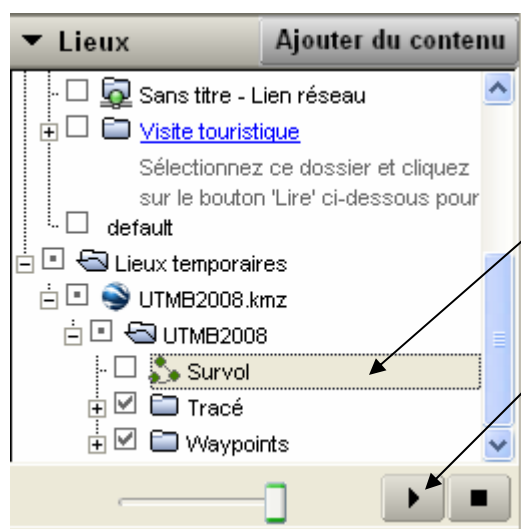 Lieux Ajouter du contenu
Sans titre - Lien réseau
Visite touristique
Sélectionnez ce dossier et cliquez
sur le bouton 'Lire' ci-dessous pour
default
Lieux temporaires
UTMB2008.kmz
UTMB2008
Survol
Tracé
Waypoints